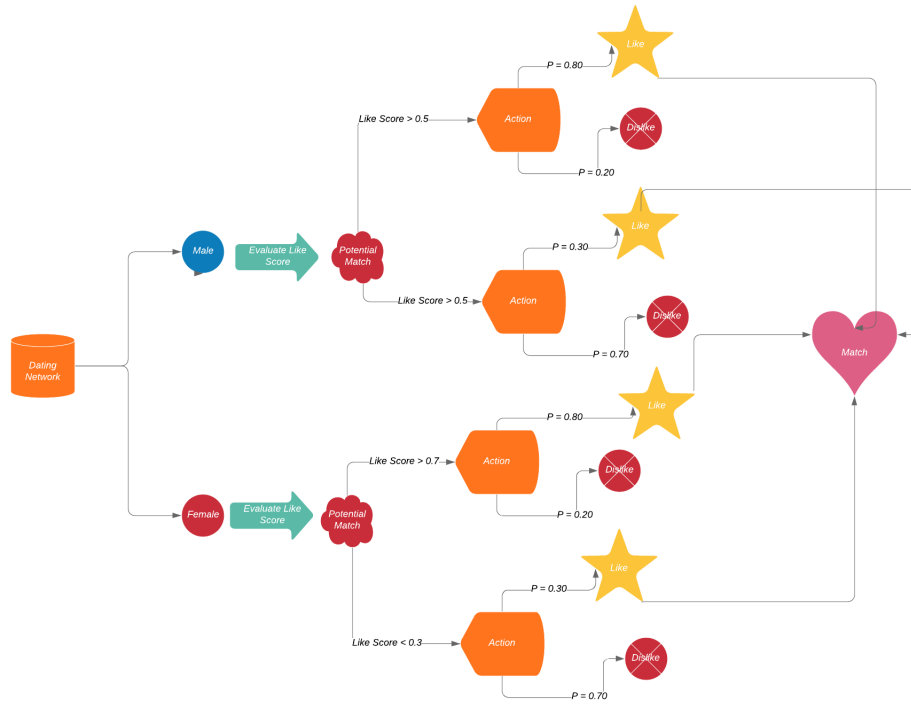 Like
P = 0.80
Like Score > 0.5
Action
Dislike
P = 0.20
Like
P = 0.30
Male
Evaluate Like
Score
Potential
Match
Like Score > 0.5
Action
Dislike
P = 0.70
Match
Dating
Network
Like
P = 0.80
Like Score > 0.7
Action
Dislike
P = 0.20
Female
Evaluate Like
Score
Potential
Match
Like
P = 0.30
Like Score < 0.3
Action
Dislike
P = 0.70